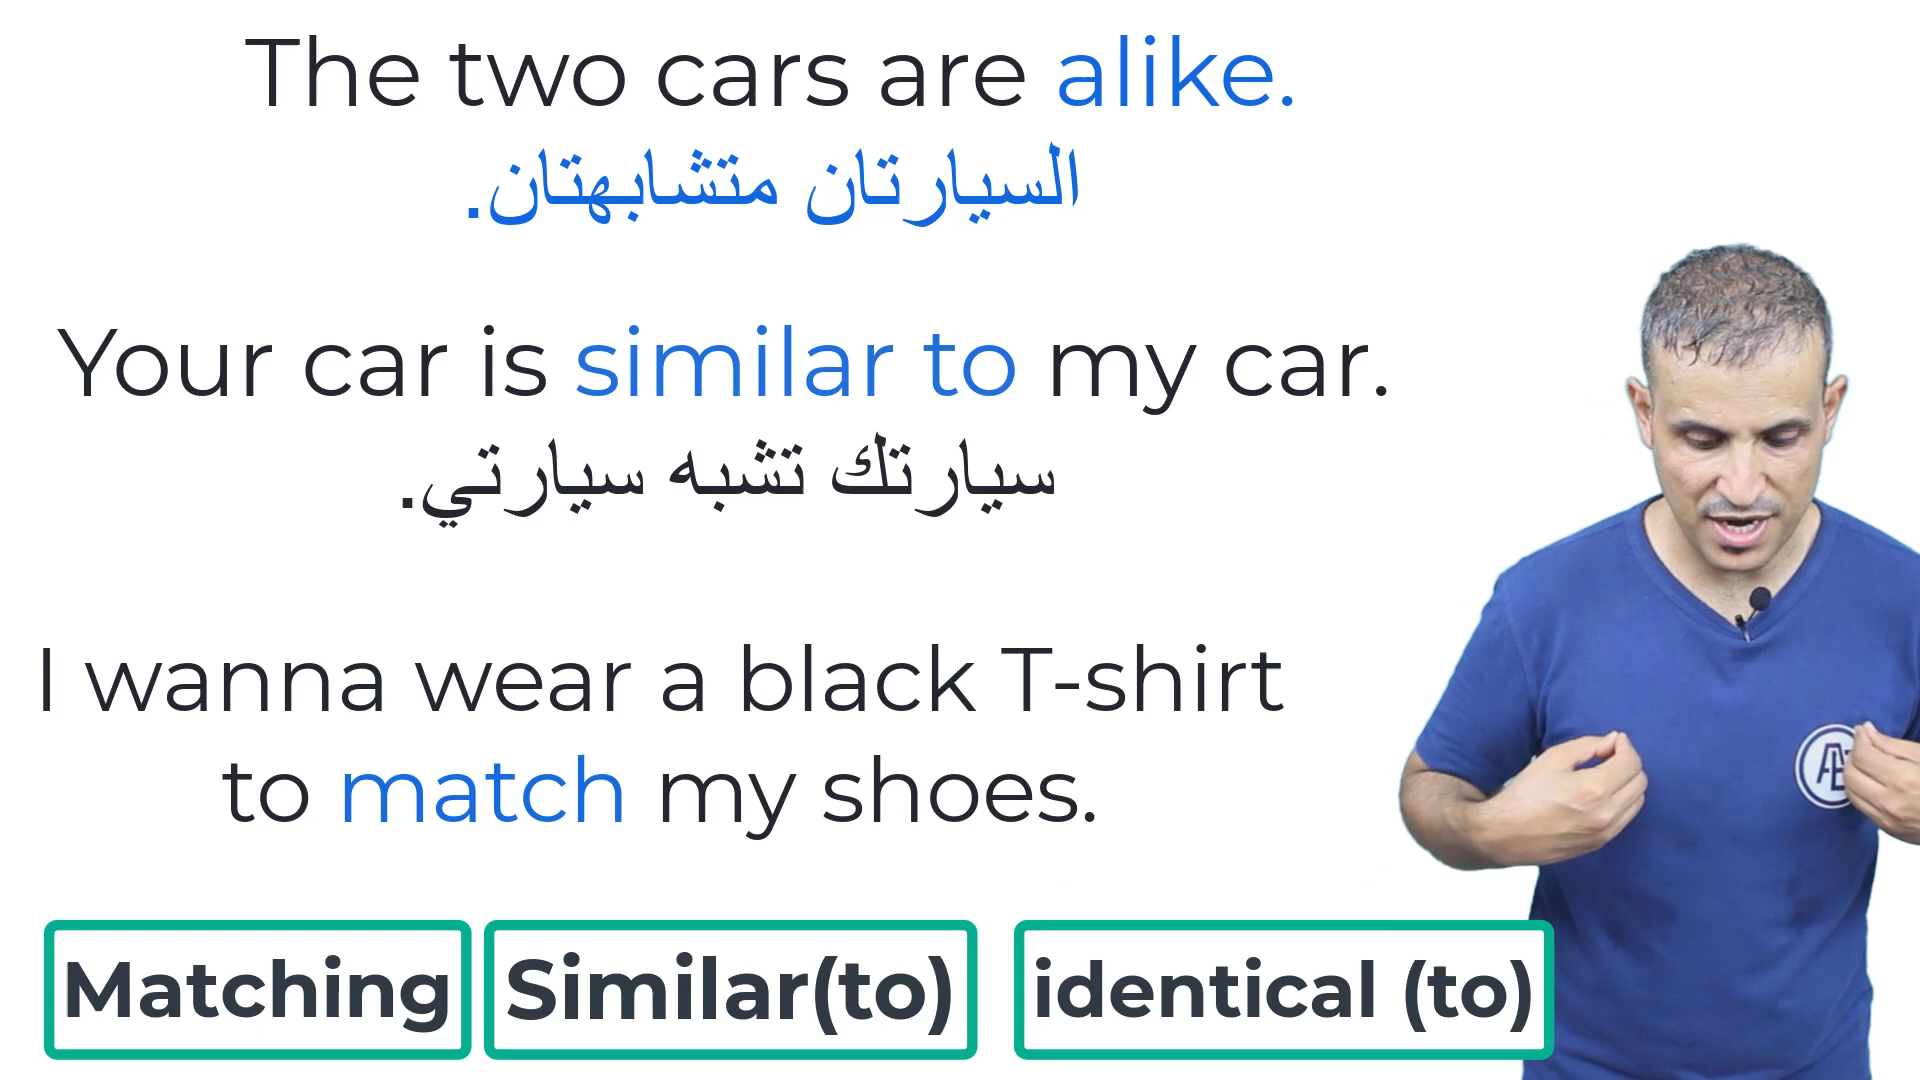 The two cars are alike.
السيارتان متشابهتان.
Your car is similar to my car.
سيارتك تشبه سيارتي.
I wanna wear a black T-shirt
to match my shoes.
Matching
Similar(to)
identical (to)